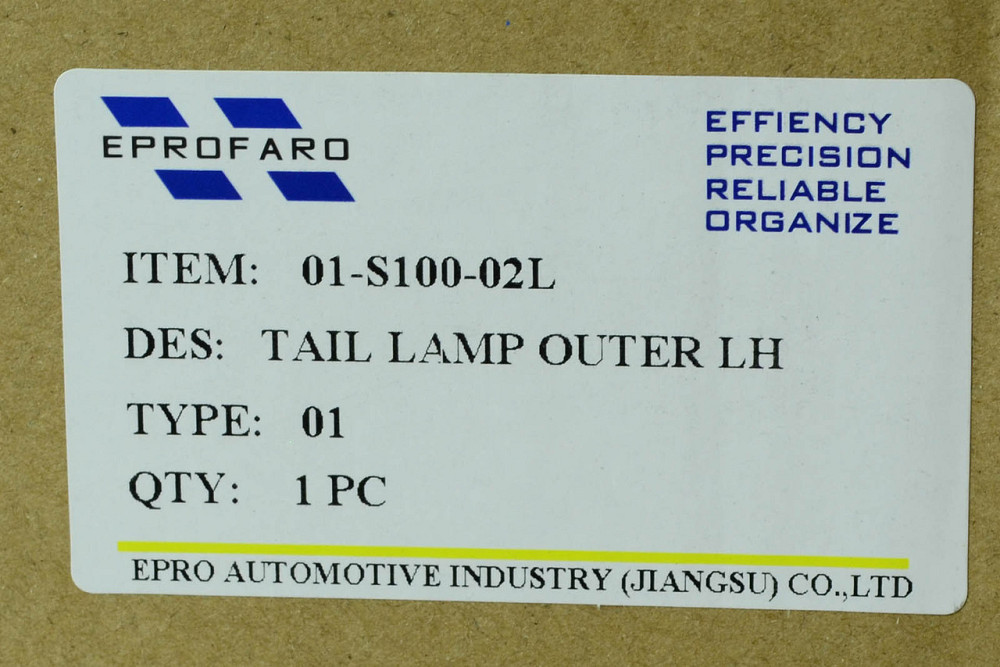 EPROFARO
EFFIENCY
PRECISION
RELIABLE
ORGANIZE
ITEM: 01-S100-02L
DES: TAIL LAMP OUTER LH
TYPE: 01
QTY: 1 PC
EPRO AUTOMOTIVE INDUSTRY (JIANGSU) CO.,LTD